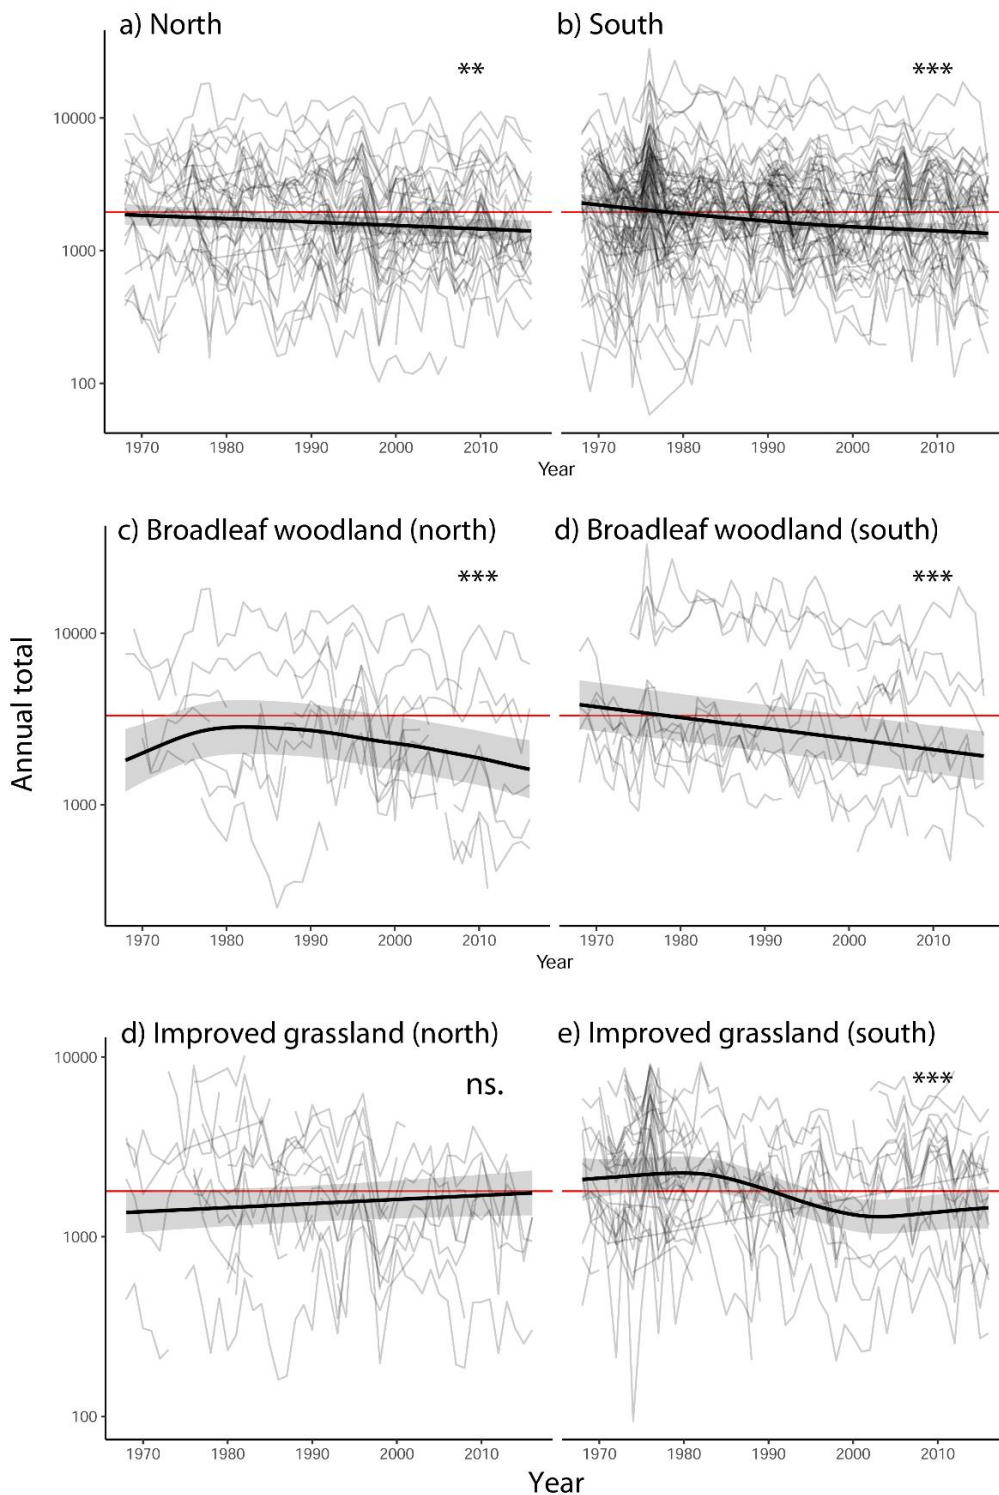 a) North
b) South
**
***
10000
1000
100
1970 1980 1990 2000 2010
1970 1980 1990 2000 2010
Year
c) Broadleaf woodland (north)
d) Broadleaf woodland (south)
***
***
Annual total
10000
1000
1970 1980 1990 2000 2010
1970 1980 1990 2000 2010
Year
d) Improved grassland (north)
e) Improved grassland (south)
ns.
***
10000
1000
100
1970 1980 1990 2000 2010
1970 1980 1990 2000 2010
Year